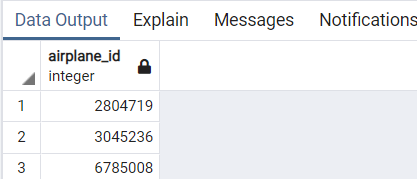 Data Output Explain Messages Notifications
airplane_id
integer
1 2804719
2 3045236
3 6785008